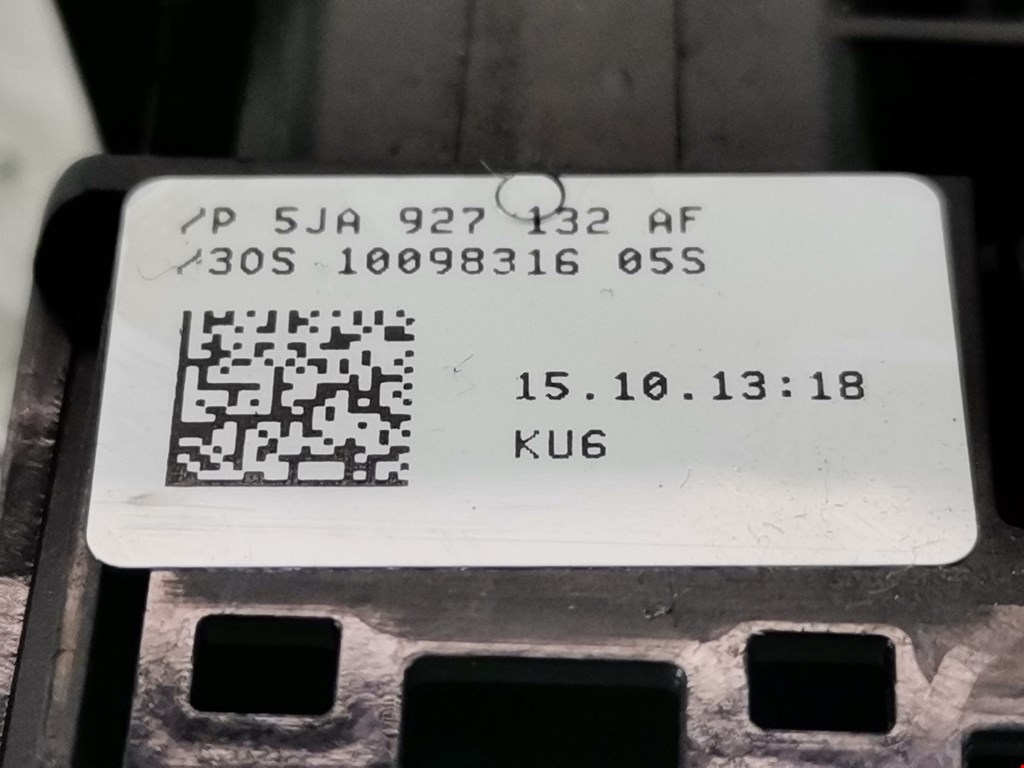 /P 5JA 927 132 AF
/30S 10098316 05S
15.10.13:18
KU6